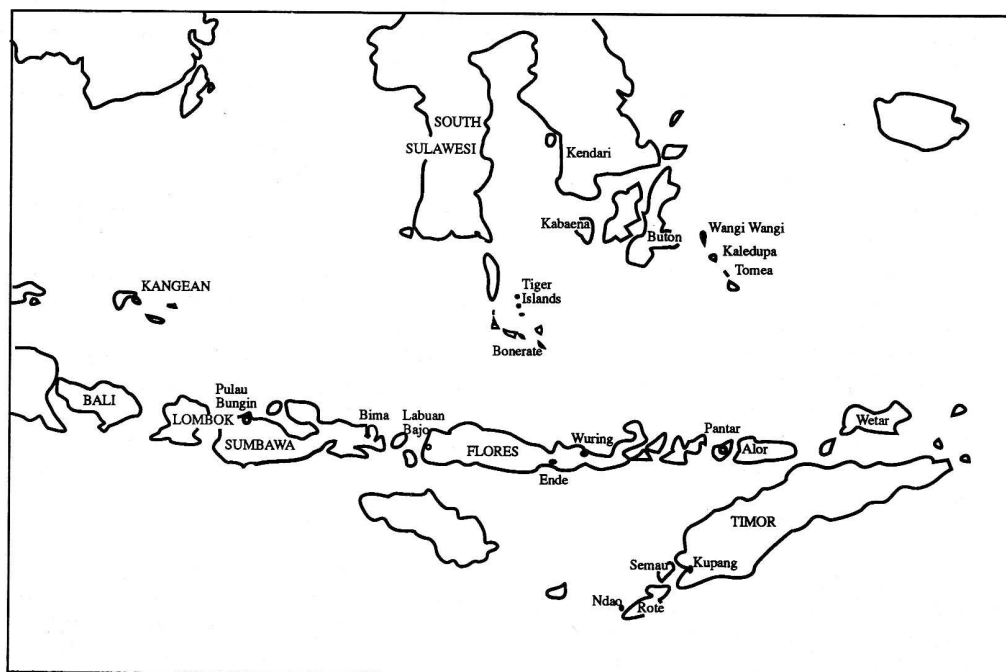 SOUTH
SULAWESI
Kendari
Kabaena
Buton
Wangi Wangi
Kaledupa
Tomea
KANGEAN
Tiger
Islands
Bonerate
BALI
LOMBOK
Pulau
Bungin
SUMBAWA
Bima
Labuan
Bajo
FLORES
Wuring
Ende
Pantar
Alor
Wetar
TIMOR
Semau
Kupang
Ndao
Rote